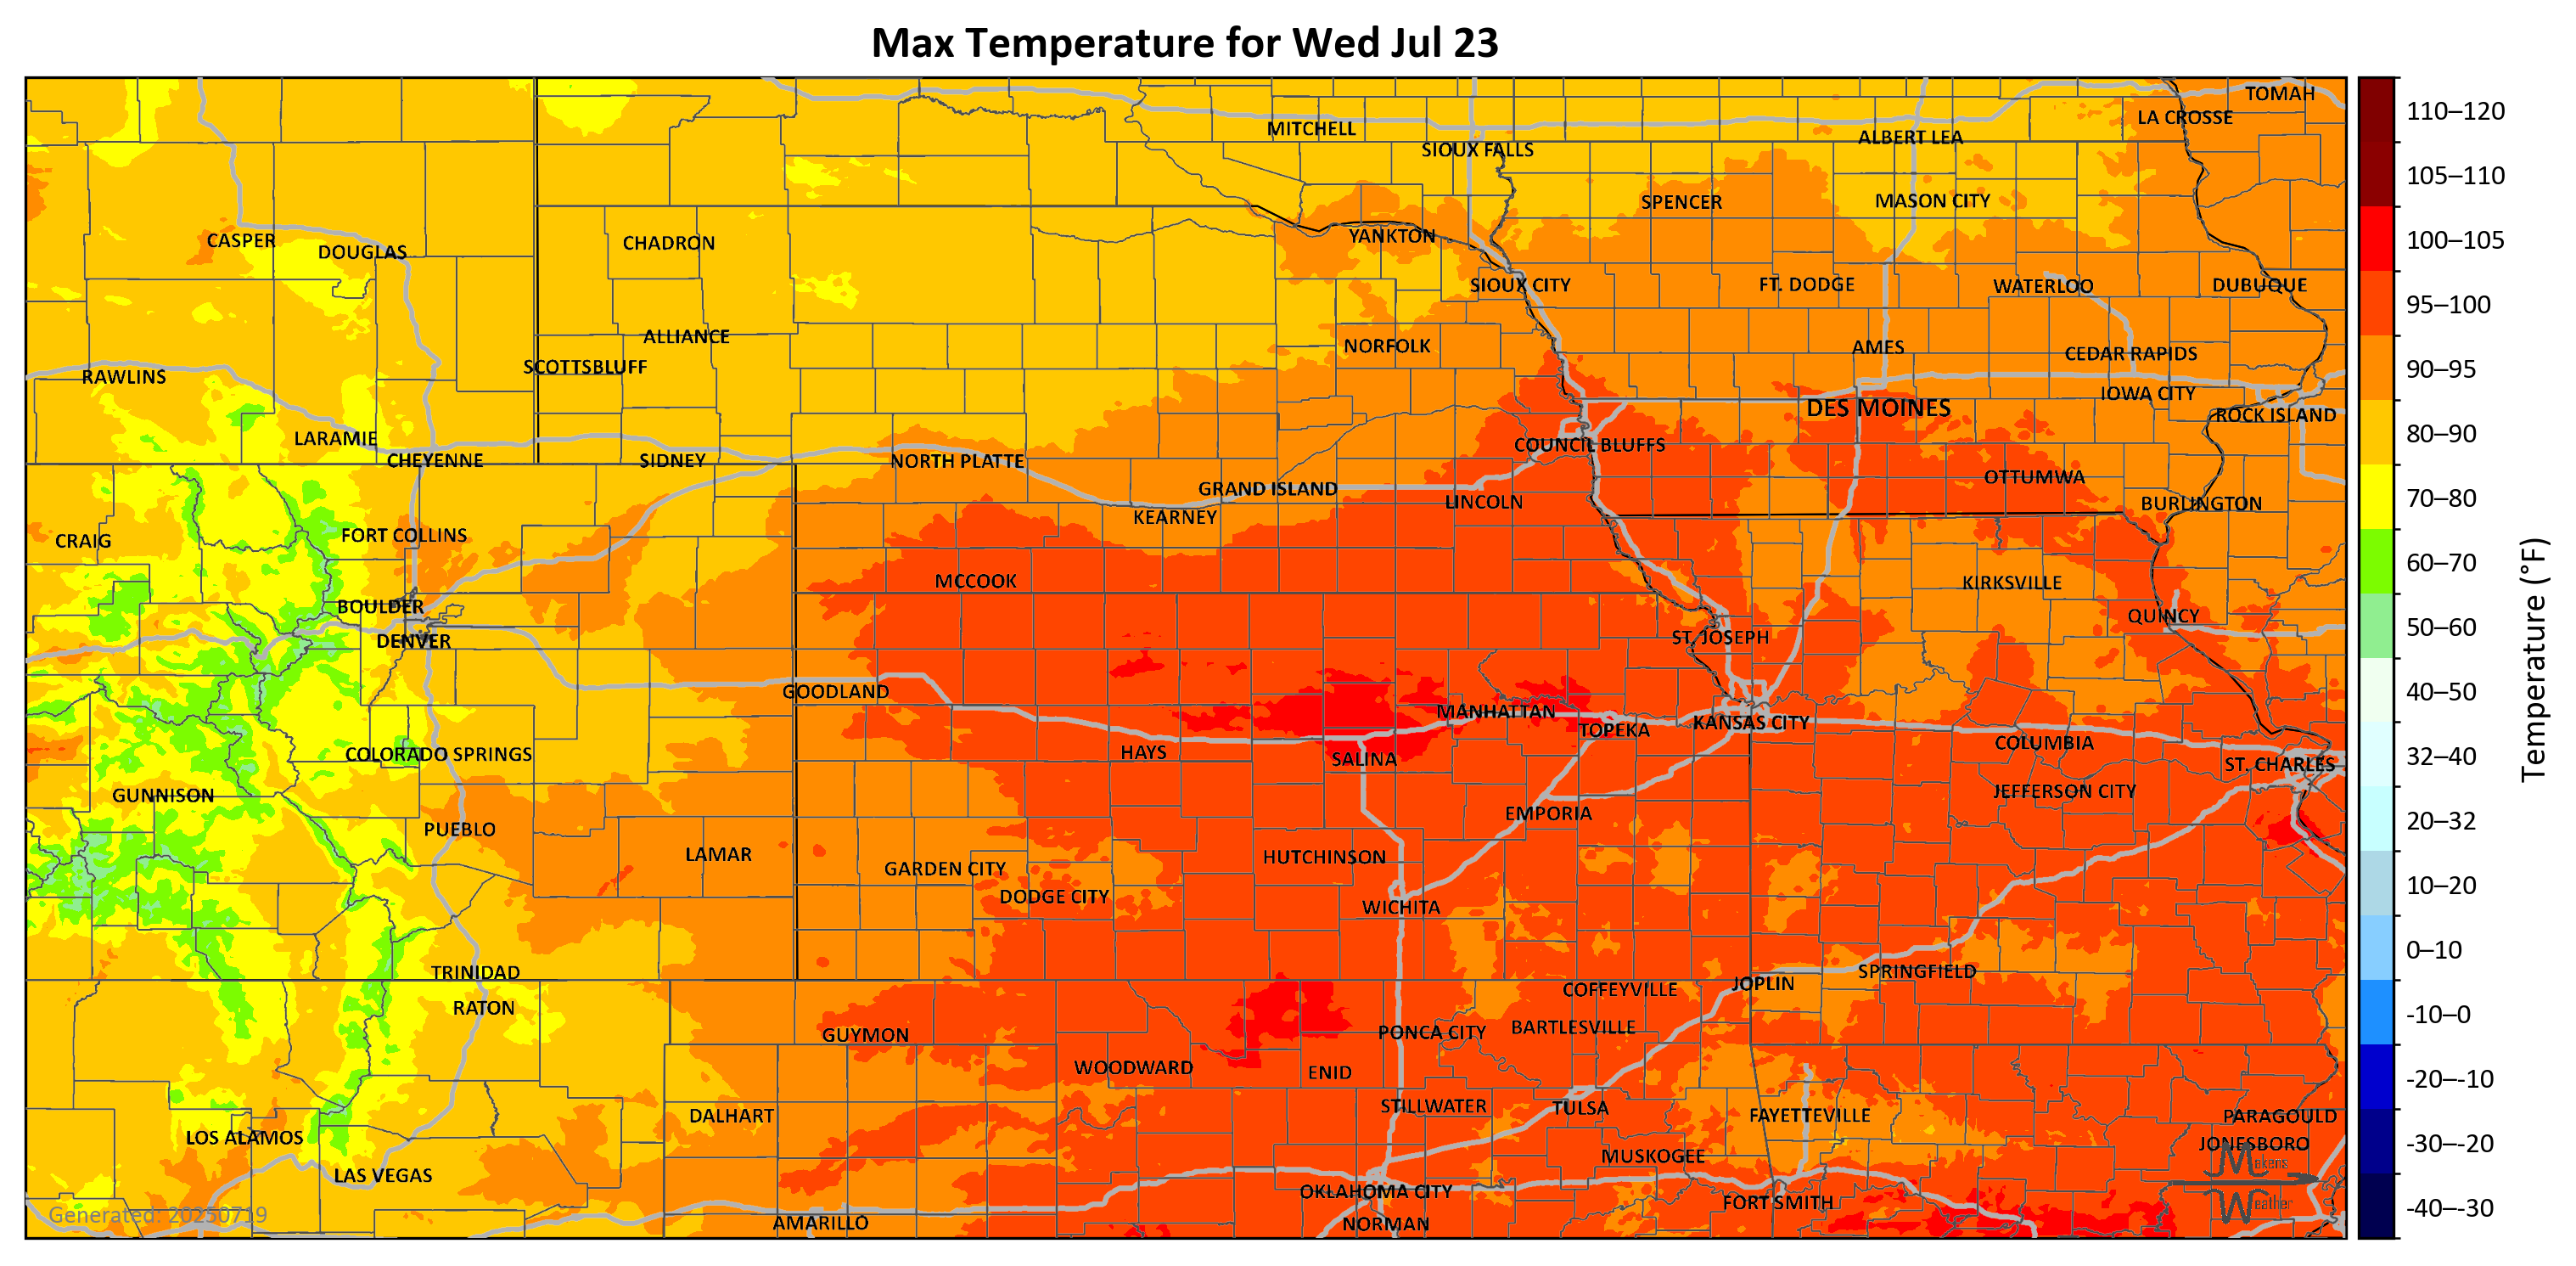 Max Temperature for Wed Jul 23
TOMAH
LA CROSSE
MITCHELL
ALBERT LEA
SIOUX FALLS
SPENCER
MASON CITY
CASPER
DOUGLAS
CHADRON
YANKTON
SIOUX CITY
FT. DODGE
WATERLOO
DUBUQUE
ALLIANCE
NORFOLK
AMES
CEDAR RAPIDS
SCOTTSBLUFF
RAWLINS
IOWA CITY
DES MOINES
ROCK ISLAND
LARAMIE
COUNCIL BLUFFS
CHEYENNE
SIDNEY
NORTH PLATTE
OTTUMWA
GRAND ISLAND
LINCOLN
BURLINGTON
KEARNEY
CRAIG
FORT COLLINS
MCCOOK
KIRKSVILLE
BOULDER
QUINCY
DENVER
ST. JOSEPH
GOODLAND
MANHATTAN
TOPEKA
KANSAS CITY
COLUMBIA
COLORADO SPRINGS
HAYS
SALINA
ST. CHARLES
GUNNISON
JEFFERSON CITY
EMPORIA
PUEBLO
LAMAR
HUTCHINSON
GARDEN CITY
DODGE CITY
WICHITA
TRINIDAD
SPRINGFIELD
JOPLIN
COFFEYVILLE
RATON
GUYMON
PONCA CITY
BARTLESVILLE
WOODWARD
ENID
STILLWATER
TULSA
DALHART
FAYETTEVILLE
PARAGOULD
LOS ALAMOS
JONESBORO
MUSKOGEE
LAS VEGAS
OKLAHOMA CITY
FORT SMITH
AMARILLO
NORMAN
Makens
Weather
Generated: 20250719
110–120
105–110
100–105
95–100
90–95
80–90
70–80
60–70
50–60
40–50
32–40
20–32
10–20
0–10
-10–0
-20–-10
-30–-20
-40–-30
Temperature (°F)